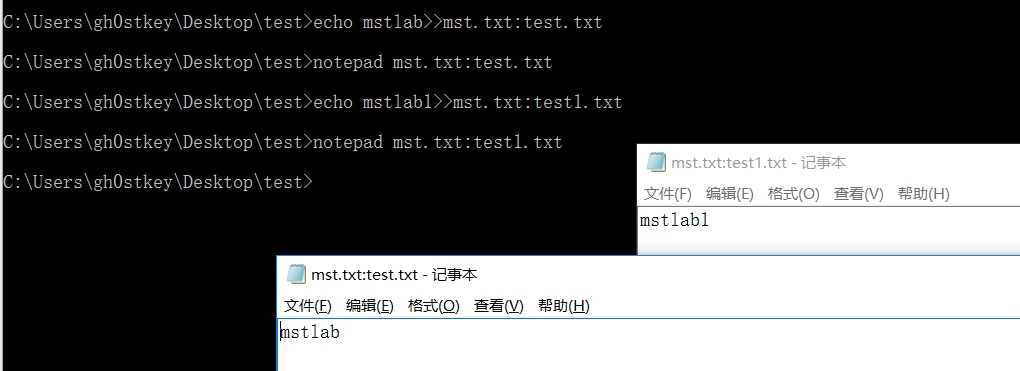 C:\Users\gh0stkey\Desktop\test>echo mstlab>>mst.txt:test.txt
C:\Users\gh0stkey\Desktop\test>notepad mst.txt:test.txt
C:\Users\gh0stkey\Desktop\test>echo mstlab1>>mst.txt:test1.txt
C:\Users\gh0stkey\Desktop\test>notepad mst.txt:test1.txt
C:\Users\gh0stkey\Desktop\test>
mst.txt:test1.txt - 记事本
文件(F) 编辑(E) 格式(O) 查看(V) 帮助(H)
mstlab1
mst.txt:test.txt - 记事本
文件(F) 编辑(E) 格式(O) 查看(V) 帮助(H)
mstlab